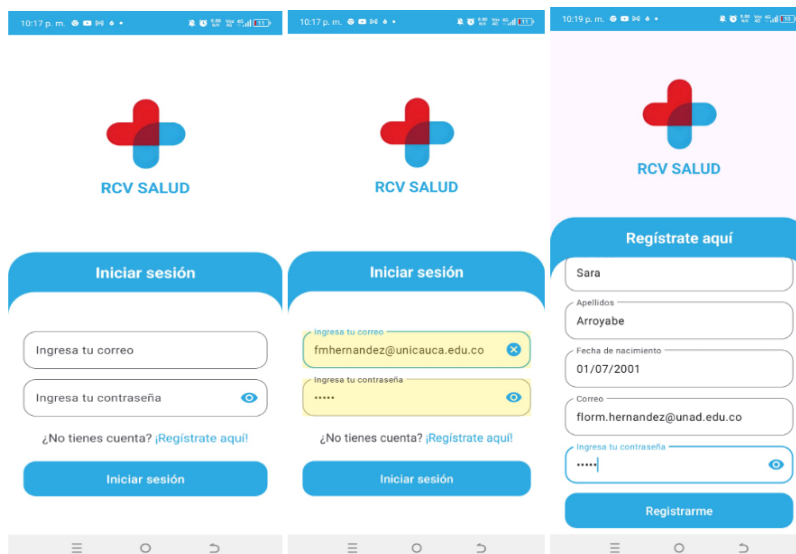 10:17 p. m.
RCV SALUD
Iniciar sesión
Ingresa tu correo
Ingresa tu contraseña
¿No tienes cuenta? ¡Regístrate aquí!
Iniciar sesión
10:17 p. m.
RCV SALUD
Iniciar sesión
Ingresa tu correo
fmhernandez@unicauca.edu.co
Ingresa tu contraseña
•••••
¿No tienes cuenta? ¡Regístrate aquí!
Iniciar sesión
10:19 p. m.
RCV SALUD
Regístrate aquí
Sara
Apellidos
Arroyabe
Fecha de nacimiento
01/07/2001
Correo
florm.hernandez@unad.edu.co
Ingresa tu contraseña
•••••
Registrarme